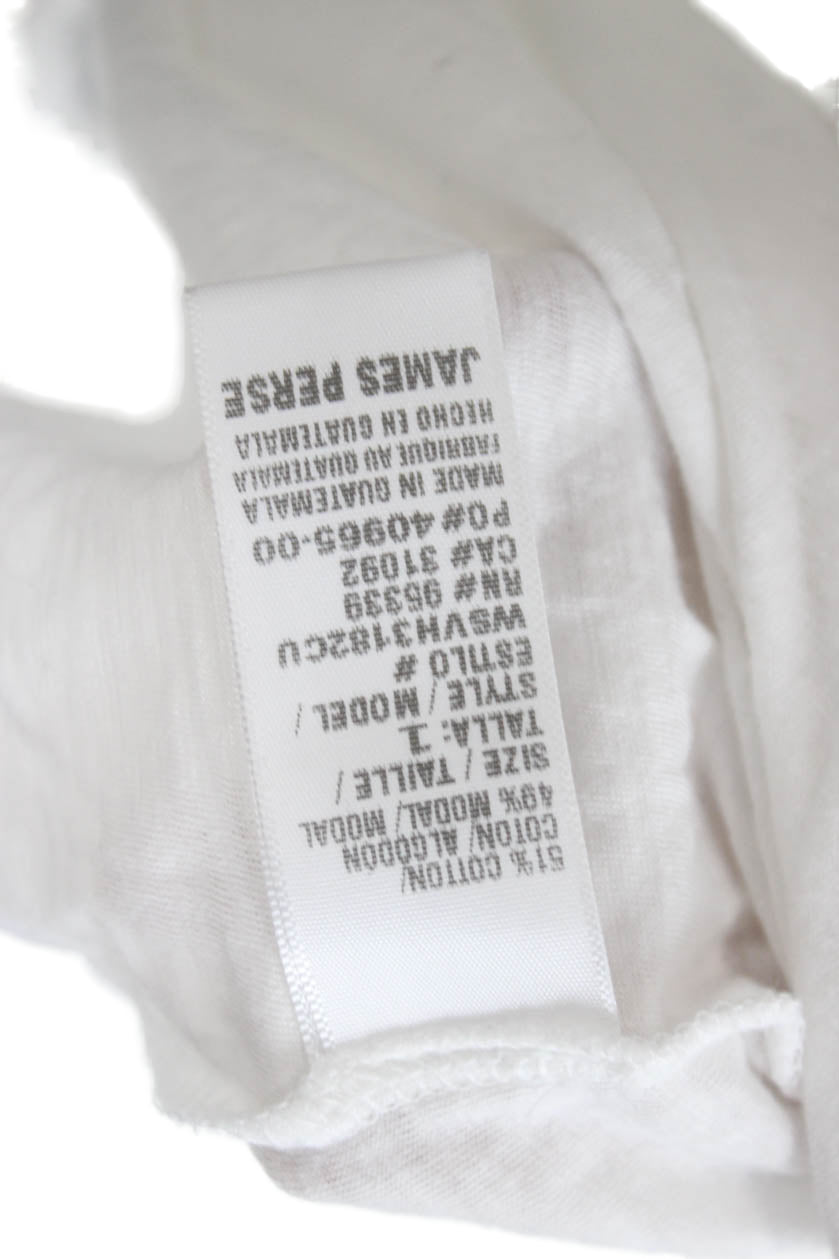 51% COTTON/
COTON/ ALGODON
49% MODAL/ MODAL
SIZE / TAILLE /
TALLA: 1
STYLE / MODEL /
ESTILO #
WSVH3182CU
RN# 95339
CA# 31092
PO# 40965-00
MADE IN GUATEMALA
FABRIQUE AU GUATEMALA
HECHO EN GUATEMALA
JAMES PERSE